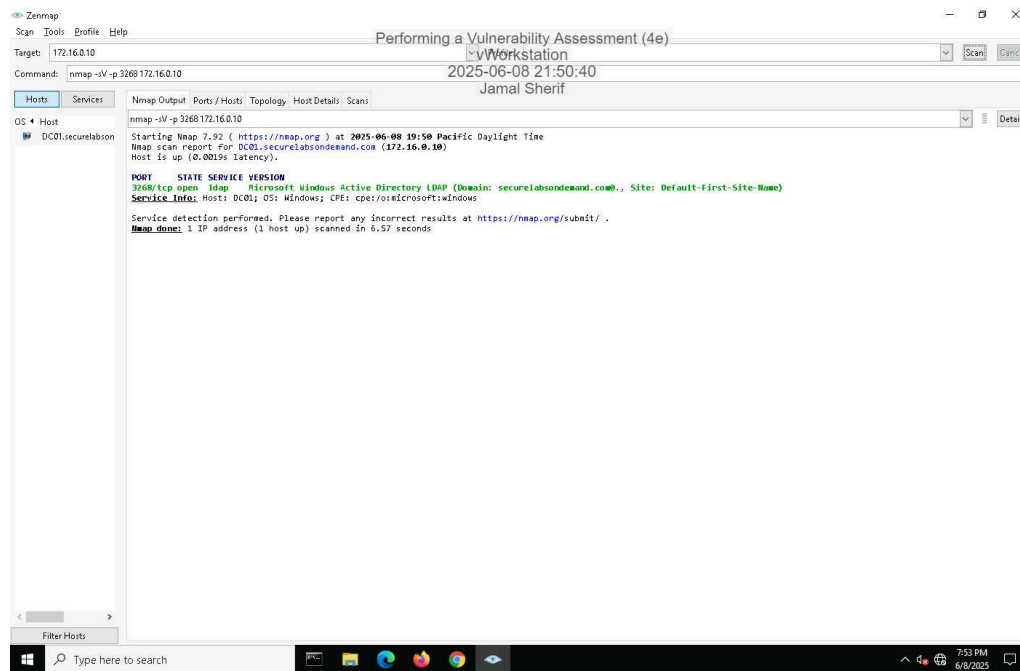 Zenmap
Scan Tools Profile Help
Performing a Vulnerability Assessment (4e)
vWorkstation
2025-06-08 21:50:40
Jamal Sherif
Target: 172.16.0.10
Scan
Command: nmap -sV -p 3268 172.16.0.10
Hosts Services
Nmap Output Ports / Hosts Topology Host Details Scans
OS Host
DC01.securelabson
nmap -sV -p 3268 172.16.0.10
Detai
Starting Nmap 7.92 ( https://nmap.org ) at 2025-06-08 19:50 Pacific Daylight Time
Nmap scan report for DC01.securelabsondemand.com (172.16.0.10)
Host is up (0.0019s latency).
PORT STATE SERVICE VERSION
3268/tcp open ldap Microsoft Windows Active Directory LDAP (Domain: securelabsondemand.com0., Site: Default-First-Site-Name)
Service Info: Host: DC01; OS: Windows; CPE: cpe:/o:microsoft:windows
Service detection performed. Please report any incorrect results at https://nmap.org/submit/ .
Nmap done: 1 IP address (1 host up) scanned in 6.57 seconds
Filter Hosts
Type here to search
7:53 PM
6/8/2025